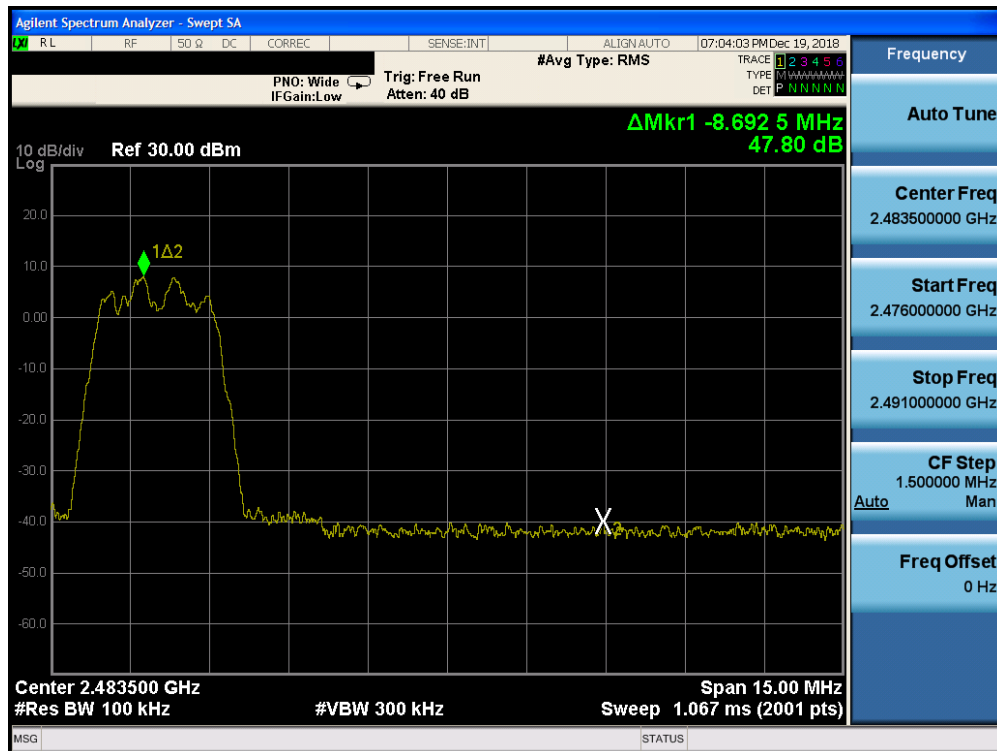 Agilent Spectrum Analyzer - Swept SA
LXI RL RF 50 Ω DC CORREC SENSE:INT ALIGN AUTO 07:04:03 PM Dec 19, 2018
#Avg Type: RMS
TRACE 1 2 3 4 5 6
PNO: Wide
Trig: Free Run
TYPE M W W W W W
IFGain:Low
Atten: 40 dB
DET P N N N N N
ΔMkr1 -8.692 5 MHz
47.80 dB
10 dB/div
Ref 30.00 dBm
Log
20.0
1Δ2
10.0
0.00
-10.0
-20.0
-30.0
-40.0
X2
-50.0
-60.0
Center 2.483500 GHz
Span 15.00 MHz
#Res BW 100 kHz
#VBW 300 kHz
Sweep 1.067 ms (2001 pts)
MSG
STATUS
Frequency
Auto Tune
Center Freq
2.483500000 GHz
Start Freq
2.476000000 GHz
Stop Freq
2.491000000 GHz
CF Step
1.500000 MHz
Auto Man
Freq Offset
0 Hz